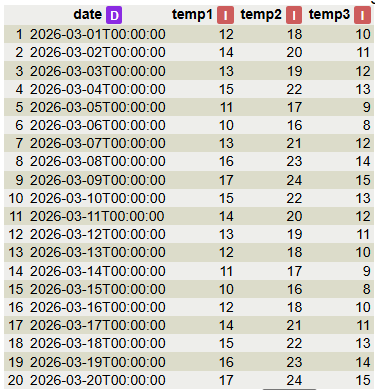 date D temp1 I temp2 I temp3 I
1 2026-03-01T00:00:00 12 18 10
2 2026-03-02T00:00:00 14 20 11
3 2026-03-03T00:00:00 13 19 12
4 2026-03-04T00:00:00 15 22 13
5 2026-03-05T00:00:00 11 17 9
6 2026-03-06T00:00:00 10 16 8
7 2026-03-07T00:00:00 13 21 12
8 2026-03-08T00:00:00 16 23 14
9 2026-03-09T00:00:00 17 24 15
10 2026-03-10T00:00:00 15 22 13
11 2026-03-11T00:00:00 14 20 12
12 2026-03-12T00:00:00 13 19 11
13 2026-03-13T00:00:00 12 18 10
14 2026-03-14T00:00:00 11 17 9
15 2026-03-15T00:00:00 10 16 8
16 2026-03-16T00:00:00 12 18 10
17 2026-03-17T00:00:00 14 21 11
18 2026-03-18T00:00:00 15 22 13
19 2026-03-19T00:00:00 16 23 14
20 2026-03-20T00:00:00 17 24 15